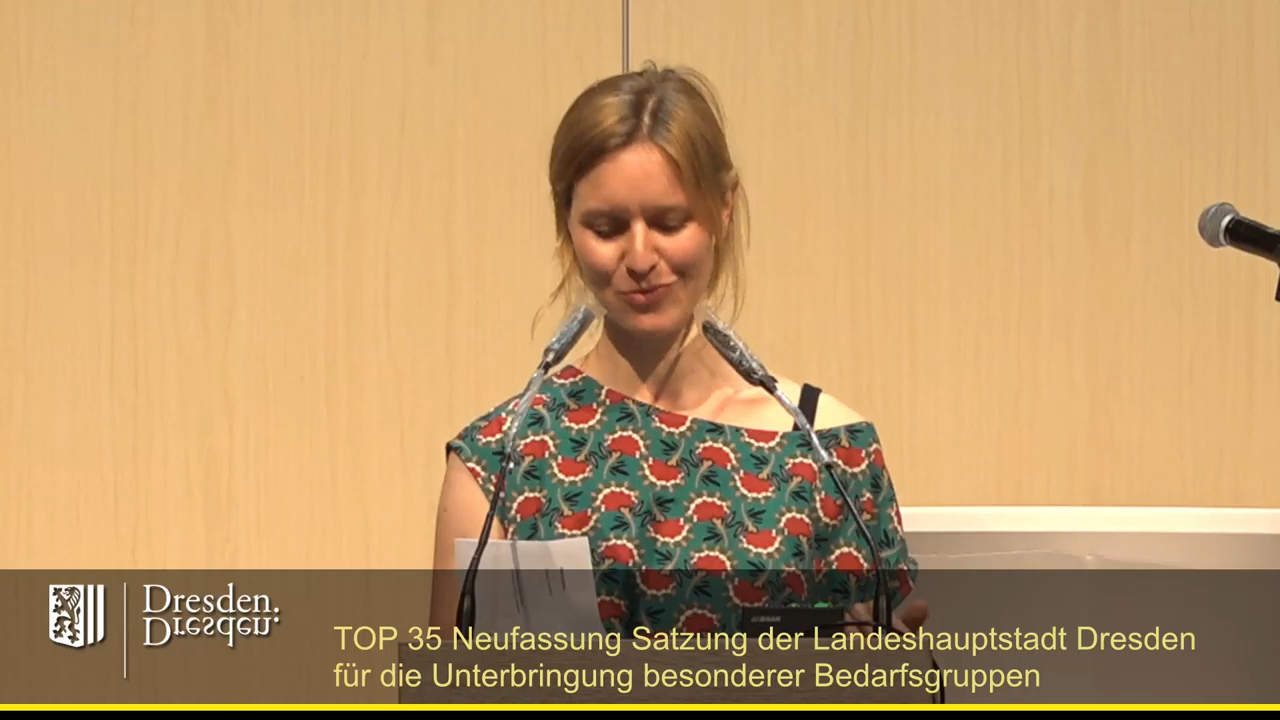 Dresden.
Dresden.
TOP 35 Neufassung Satzung der Landeshauptstadt Dresden
für die Unterbringung besonderer Bedarfsgruppen